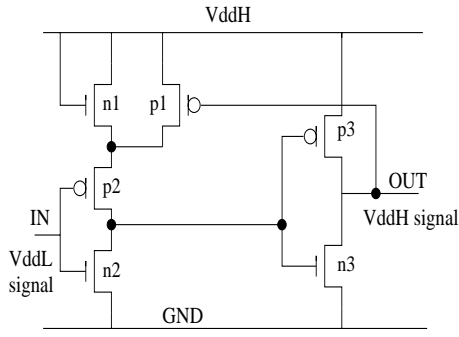 VddH
n1
p1
p3
p2
OUT
IN
VddH signal
VddL
signal
n2
n3
GND